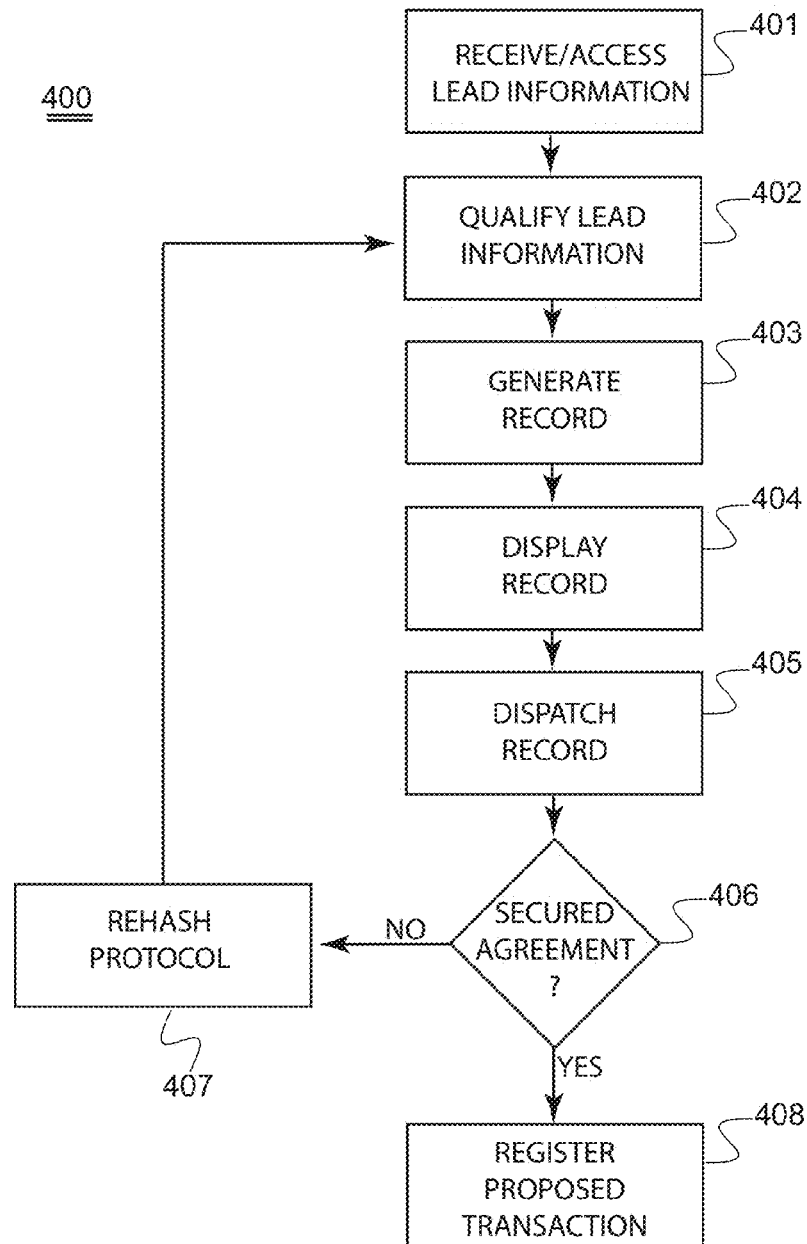 400
401
RECEIVE/ACCESS
LEAD INFORMATION
402
QUALIFY LEAD
INFORMATION
403
GENERATE
RECORD
404
DISPLAY
RECORD
405
DISPATCH
RECORD
406
SECURED
AGREEMENT
?
NO
REHASH
PROTOCOL
407
YES
408
REGISTER
PROPOSED
TRANSACTION